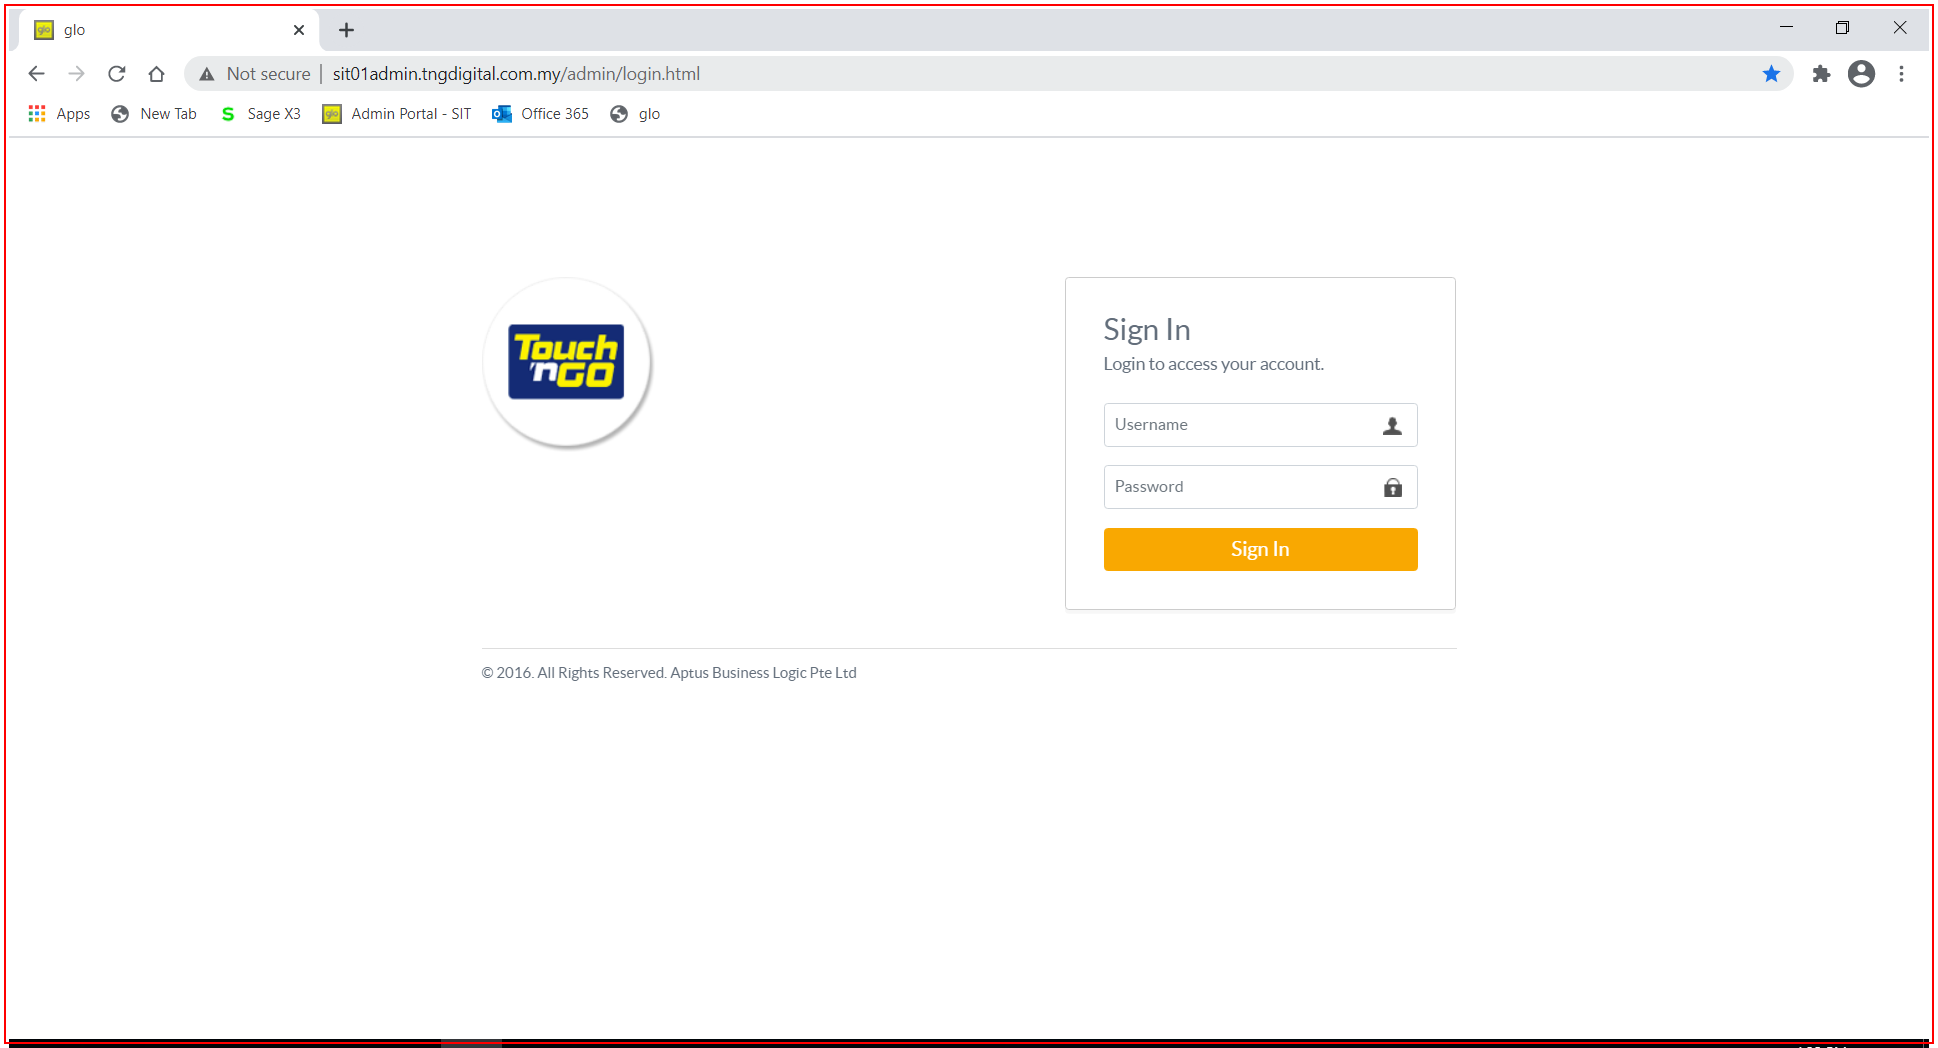 glo
Not secure sit01admin.tngdigital.com.my/admin/login.html
Apps New Tab Sage X3 Admin Portal - SIT Office 365 glo
Touch
'nGO
Sign In
Login to access your account.
Username
Password
Sign In
© 2016. All Rights Reserved. Aptus Business Logic Pte Ltd